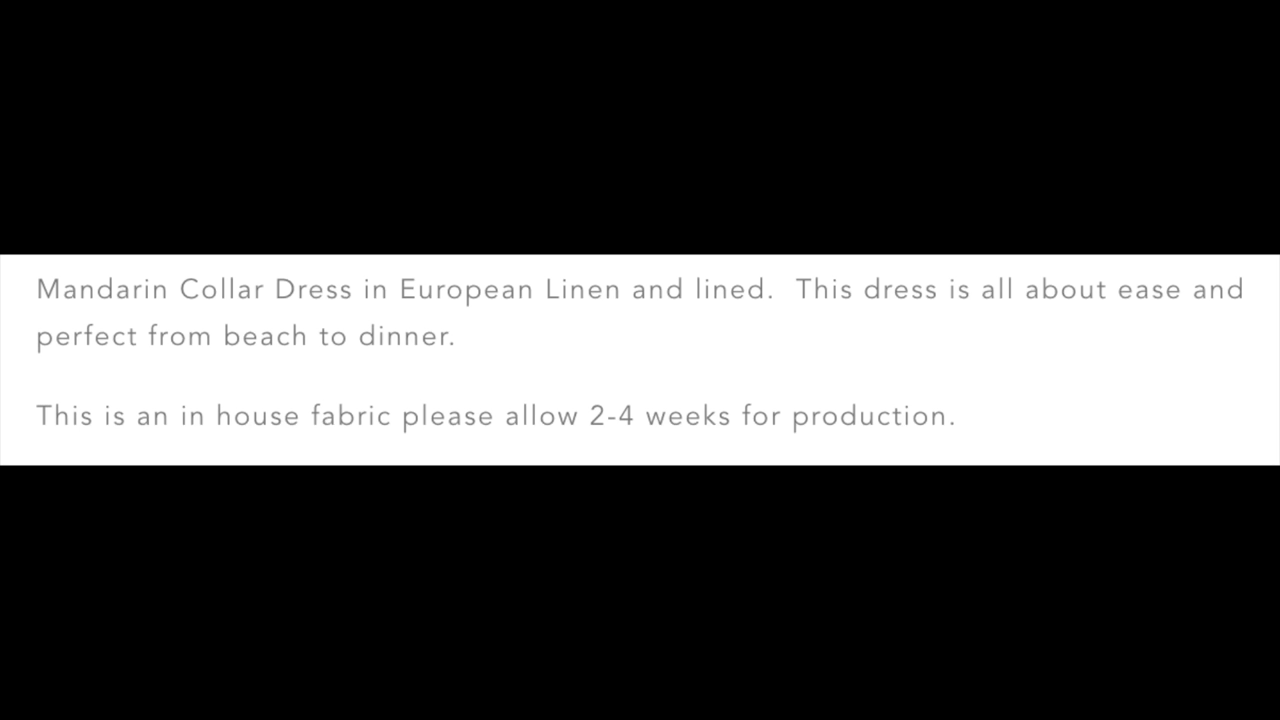 Mandarin Collar Dress in European Linen and lined.  This dress is all about ease and
perfect from beach to dinner.
This is an in house fabric please allow 2-4 weeks for production.